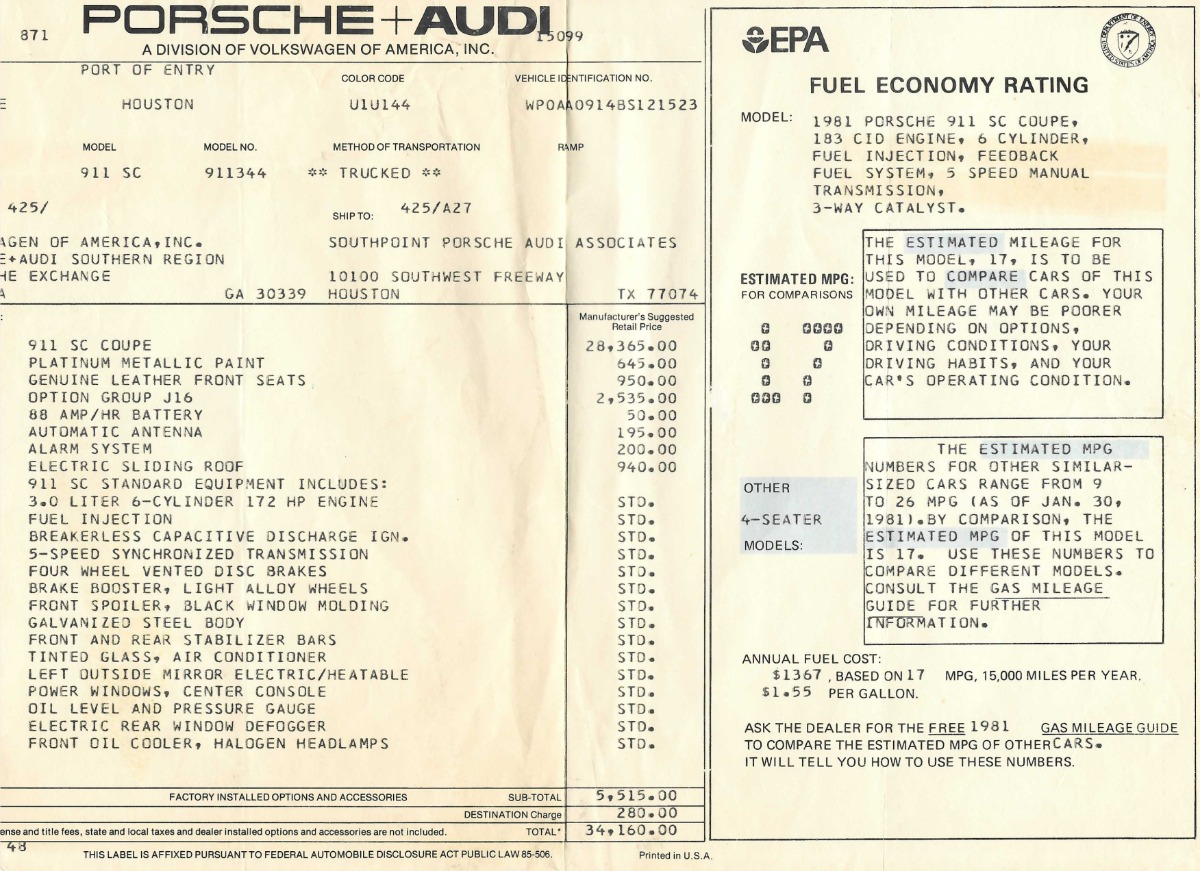 871
PORSCHE+AUDI
15099
A DIVISION OF VOLKSWAGEN OF AMERICA, INC.
PORT OF ENTRY
COLOR CODE
VEHICLE IDENTIFICATION NO.
HOUSTON
U1U144
WP0AA0914BS121523
MODEL
MODEL NO.
METHOD OF TRANSPORTATION
RAMP
911 SC
911344
** TRUCKED **
425/
SHIP TO:
425/A27
AGEN OF AMERICA,INC.
SOUTHPOINT PORSCHE AUDI ASSOCIATES
E+AUDI SOUTHERN REGION
HE EXCHANGE
10100 SOUTHWEST FREEWAY
A
GA 30339
HOUSTON
TX 77074
:
Manufacturer's Suggested
Retail Price
911 SC COUPE 28,365.00
PLATINUM METALLIC PAINT 645.00
GENUINE LEATHER FRONT SEATS 950.00
OPTION GROUP J16 2,535.00
88 AMP/HR BATTERY 50.00
AUTOMATIC ANTENNA 195.00
ALARM SYSTEM 200.00
ELECTRIC SLIDING ROOF 940.00
911 SC STANDARD EQUIPMENT INCLUDES:
3.0 LITER 6-CYLINDER 172 HP ENGINE STD.
FUEL INJECTION STD.
BREAKERLESS CAPACITIVE DISCHARGE IGN. STD.
5-SPEED SYNCHRONIZED TRANSMISSION STD.
FOUR WHEEL VENTED DISC BRAKES STD.
BRAKE BOOSTER, LIGHT ALLOY WHEELS STD.
FRONT SPOILER, BLACK WINDOW MOLDING STD.
GALVANIZED STEEL BODY STD.
FRONT AND REAR STABILIZER BARS STD.
TINTED GLASS, AIR CONDITIONER STD.
LEFT OUTSIDE MIRROR ELECTRIC/HEATABLE STD.
POWER WINDOWS, CENTER CONSOLE STD.
OIL LEVEL AND PRESSURE GAUGE STD.
ELECTRIC REAR WINDOW DEFOGGER STD.
FRONT OIL COOLER, HALOGEN HEADLAMPS STD.
FACTORY INSTALLED OPTIONS AND ACCESSORIES SUB-TOTAL 5,515.00
DESTINATION Charge 280.00
ense and title fees, state and local taxes and dealer installed options and accessories are not included. TOTAL* 34,160.00
48
THIS LABEL IS AFFIXED PURSUANT TO FEDERAL AUTOMOBILE DISCLOSURE ACT PUBLIC LAW 85-506.
Printed in U.S.A.
EPA
FUEL ECONOMY RATING
MODEL: 1981 PORSCHE 911 SC COUPE,
183 CID ENGINE, 6 CYLINDER,
FUEL INJECTION, FEEDBACK
FUEL SYSTEM, 5 SPEED MANUAL
TRANSMISSION,
3-WAY CATALYST.
ESTIMATED MPG:
FOR COMPARISONS
17
THE ESTIMATED MILEAGE FOR
THIS MODEL, 17, IS TO BE
USED TO COMPARE CARS OF THIS
MODEL WITH OTHER CARS. YOUR
OWN MILEAGE MAY BE POORER
DEPENDING ON OPTIONS,
DRIVING CONDITIONS, YOUR
DRIVING HABITS, AND YOUR
CAR'S OPERATING CONDITION.
OTHER
4-SEATER
MODELS:
THE ESTIMATED MPG
NUMBERS FOR OTHER SIMILAR-
SIZED CARS RANGE FROM 9
TO 26 MPG (AS OF JAN. 30,
1981).BY COMPARISON, THE
ESTIMATED MPG OF THIS MODEL
IS 17. USE THESE NUMBERS TO
COMPARE DIFFERENT MODELS.
CONSULT THE GAS MILEAGE
GUIDE FOR FURTHER
INFORMATION.
ANNUAL FUEL COST:
$1367 , BASED ON 17 MPG, 15,000 MILES PER YEAR,
$1.55 PER GALLON.
ASK THE DEALER FOR THE FREE 1981 GAS MILEAGE GUIDE
TO COMPARE THE ESTIMATED MPG OF OTHER CARS.
IT WILL TELL YOU HOW TO USE THESE NUMBERS.